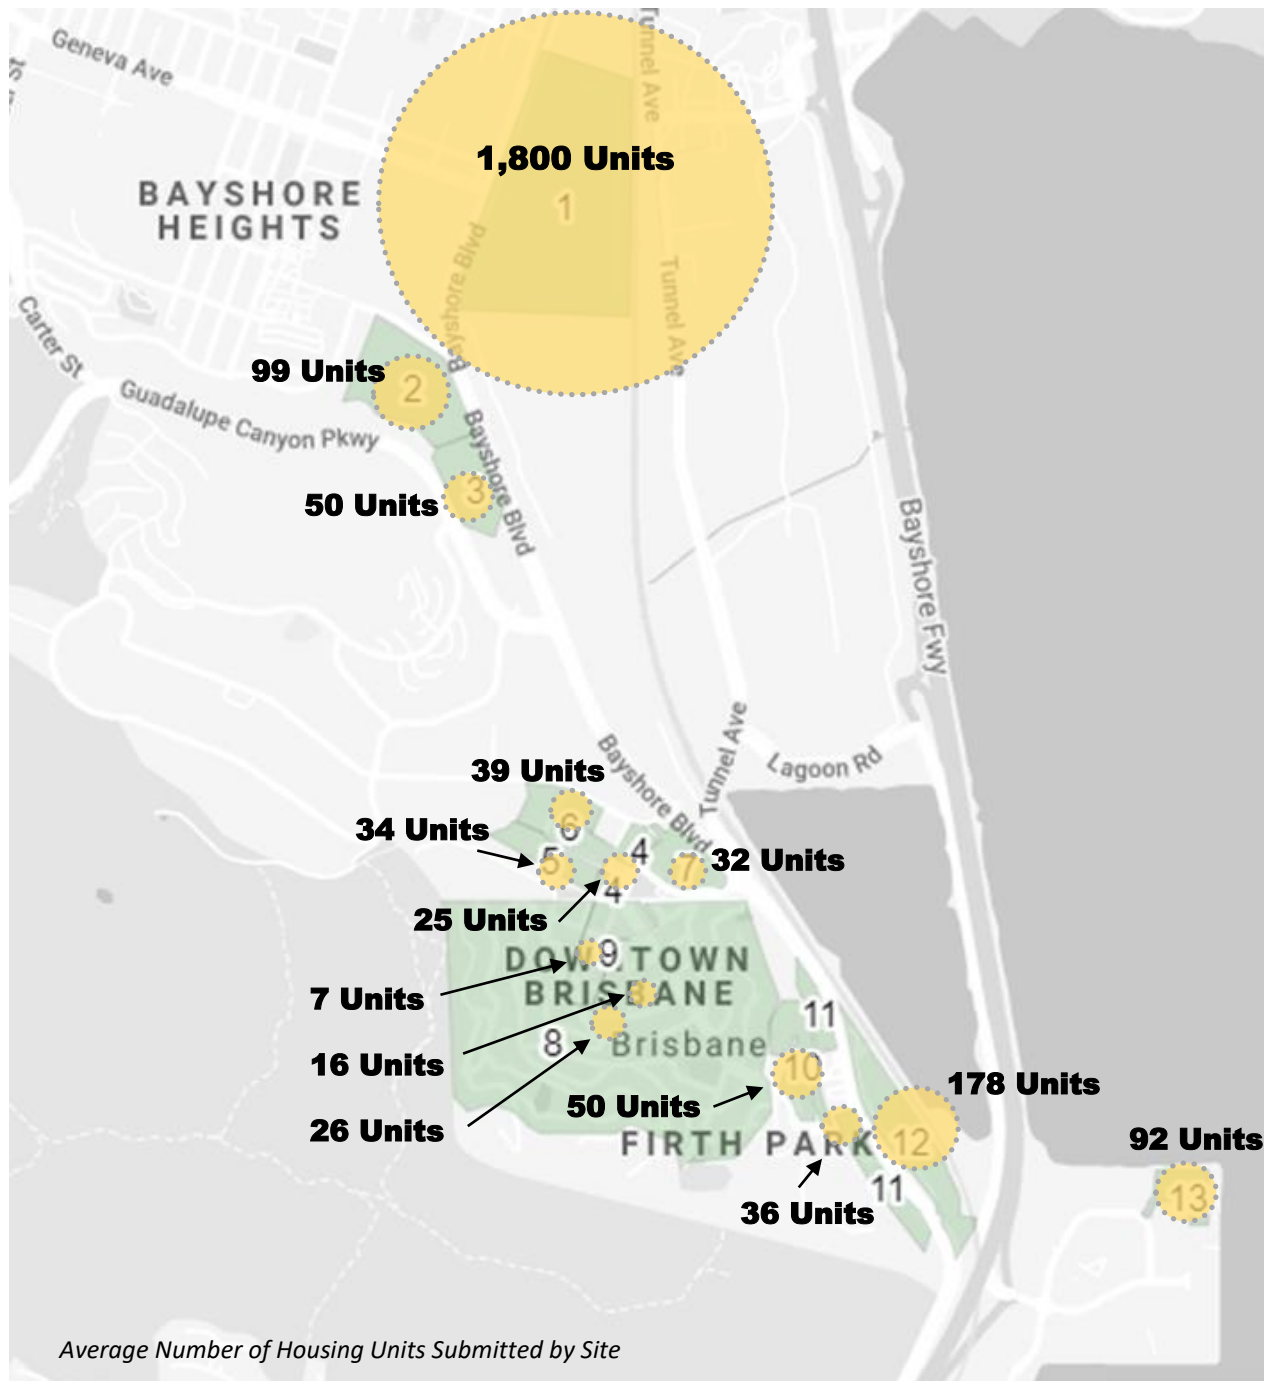 Tunnel Ave
Geneva Ave
1,800 Units
BAYSHORE
HEIGHTS
1
Bayshore Blvd
Tunnel Ave
Carter St
99 Units
2
Guadalupe Canyon Pkwy
Bayshore Blvd
50 Units
3
Bayshore Fwy
Tunnel Ave
Lagoon Rd
Bayshore Blvd
39 Units
6
34 Units
5
4
7
32 Units
4
25 Units
9
DOWNTOWN
BRISBANE
7 Units
11
8
Brisbane
16 Units
10
50 Units
178 Units
26 Units
FIRTH PARK
12
92 Units
11
13
36 Units
Average Number of Housing Units Submitted by Site